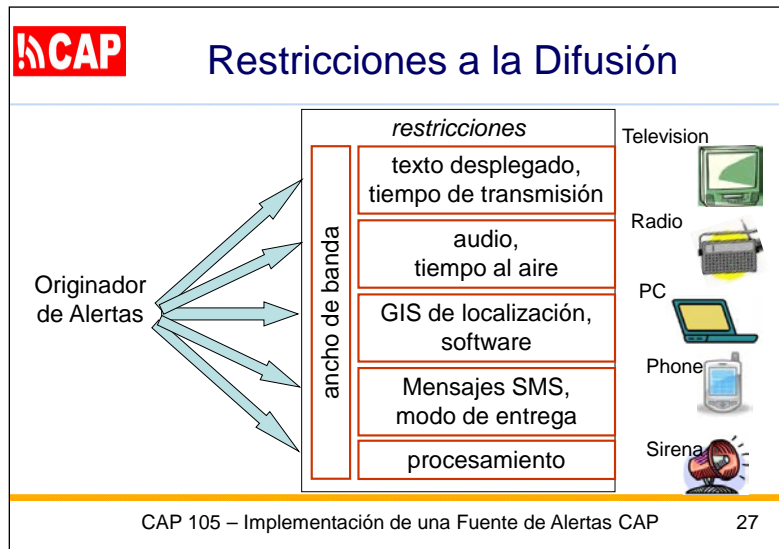 CAP
Restricciones a la Difusión
restricciones
Originador
de Alertas
ancho de banda
texto desplegado,
tiempo de transmisión
Television
audio,
tiempo al aire
Radio
GIS de localización,
software
PC
Mensajes SMS,
modo de entrega
Phone
procesamiento
Sirena
CAP 105 – Implementación de una Fuente de Alertas CAP
27